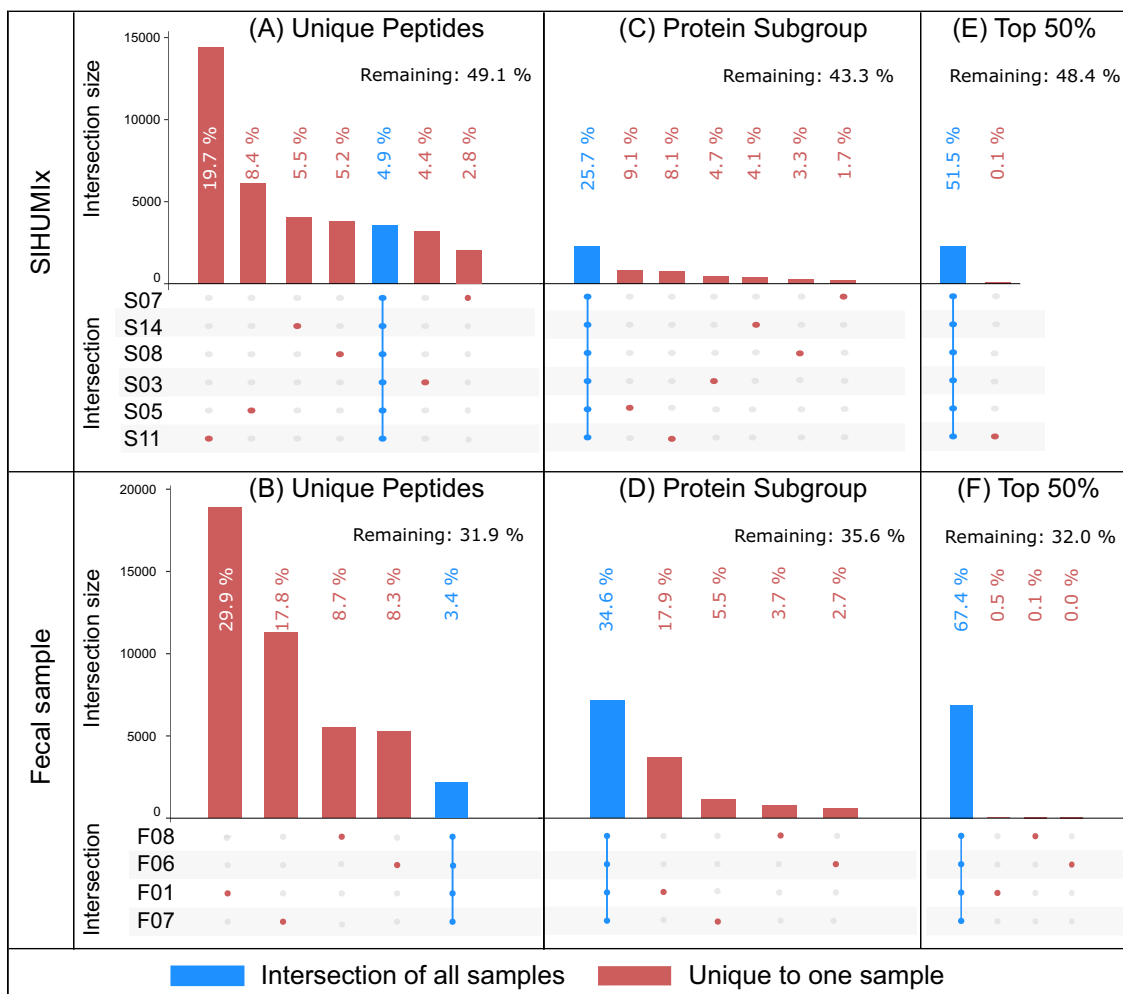 (A) Unique Peptides
(C) Protein Subgroup
(E) Top 50%
Remaining: 49.1 %
Remaining: 43.3 %
Remaining: 48.4 %
SIHUMIx
Intersection size
15000
10000
5000
0
19.7 %
8.4 %
5.5 %
5.2 %
4.9 %
4.4 %
2.8 %
25.7 %
9.1 %
8.1 %
4.7 %
4.1 %
3.3 %
1.7 %
51.5 %
0.1 %
Intersection
S07
S14
S08
S03
S05
S11
(B) Unique Peptides
(D) Protein Subgroup
(F) Top 50%
Remaining: 31.9 %
Remaining: 35.6 %
Remaining: 32.0 %
Fecal sample
Intersection size
20000
15000
10000
5000
0
29.9 %
17.8 %
8.7 %
8.3 %
3.4 %
34.6 %
17.9 %
5.5 %
3.7 %
2.7 %
67.4 %
0.5 %
0.1 %
0.0 %
Intersection
F08
F06
F01
F07
Intersection of all samples
Unique to one sample